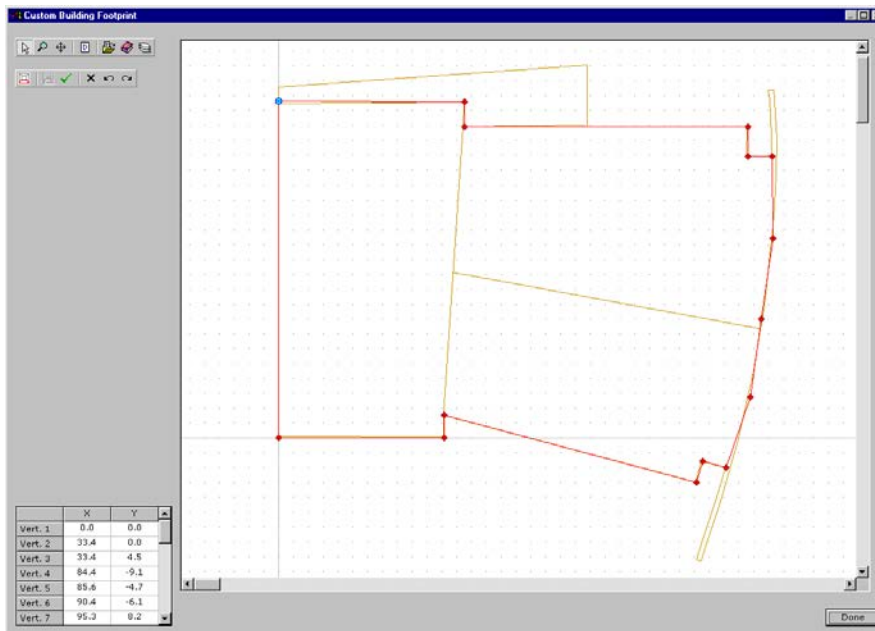 Custom Building Footprint
X Y
Vert. 1 0.0 0.0
Vert. 2 33.4 0.0
Vert. 3 33.4 4.5
Vert. 4 84.4 -9.1
Vert. 5 85.6 -4.7
Vert. 6 90.4 -6.1
Vert. 7 95.3 8.2
Done